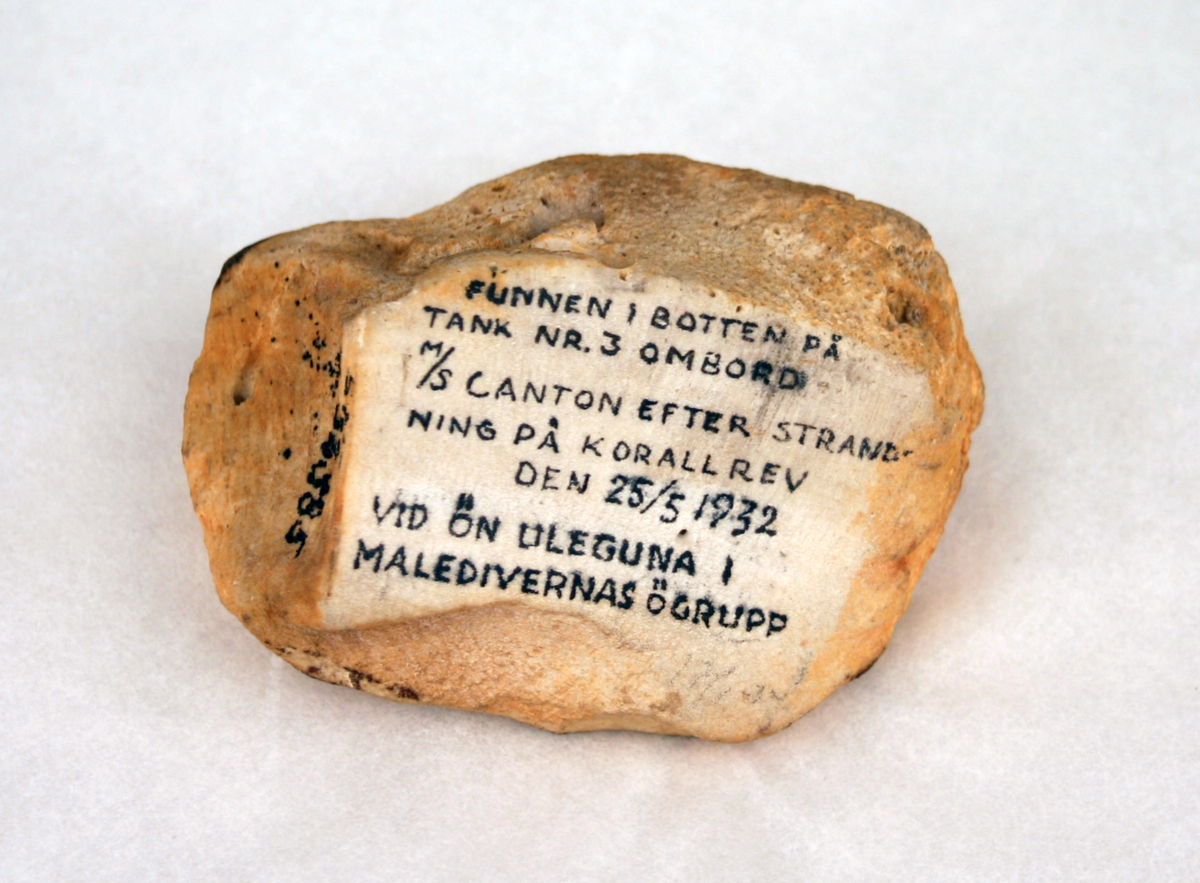 FUNNEN I BOTTEN PÅ
TANK NR. 3 OMBORD
M/S CANTON EFTER STRAND-
NING PÅ KORALLREV
DEN 25/5 1932
VID ÖN ULEGUNA I
MALEDIVERNAS ÖGRUPP